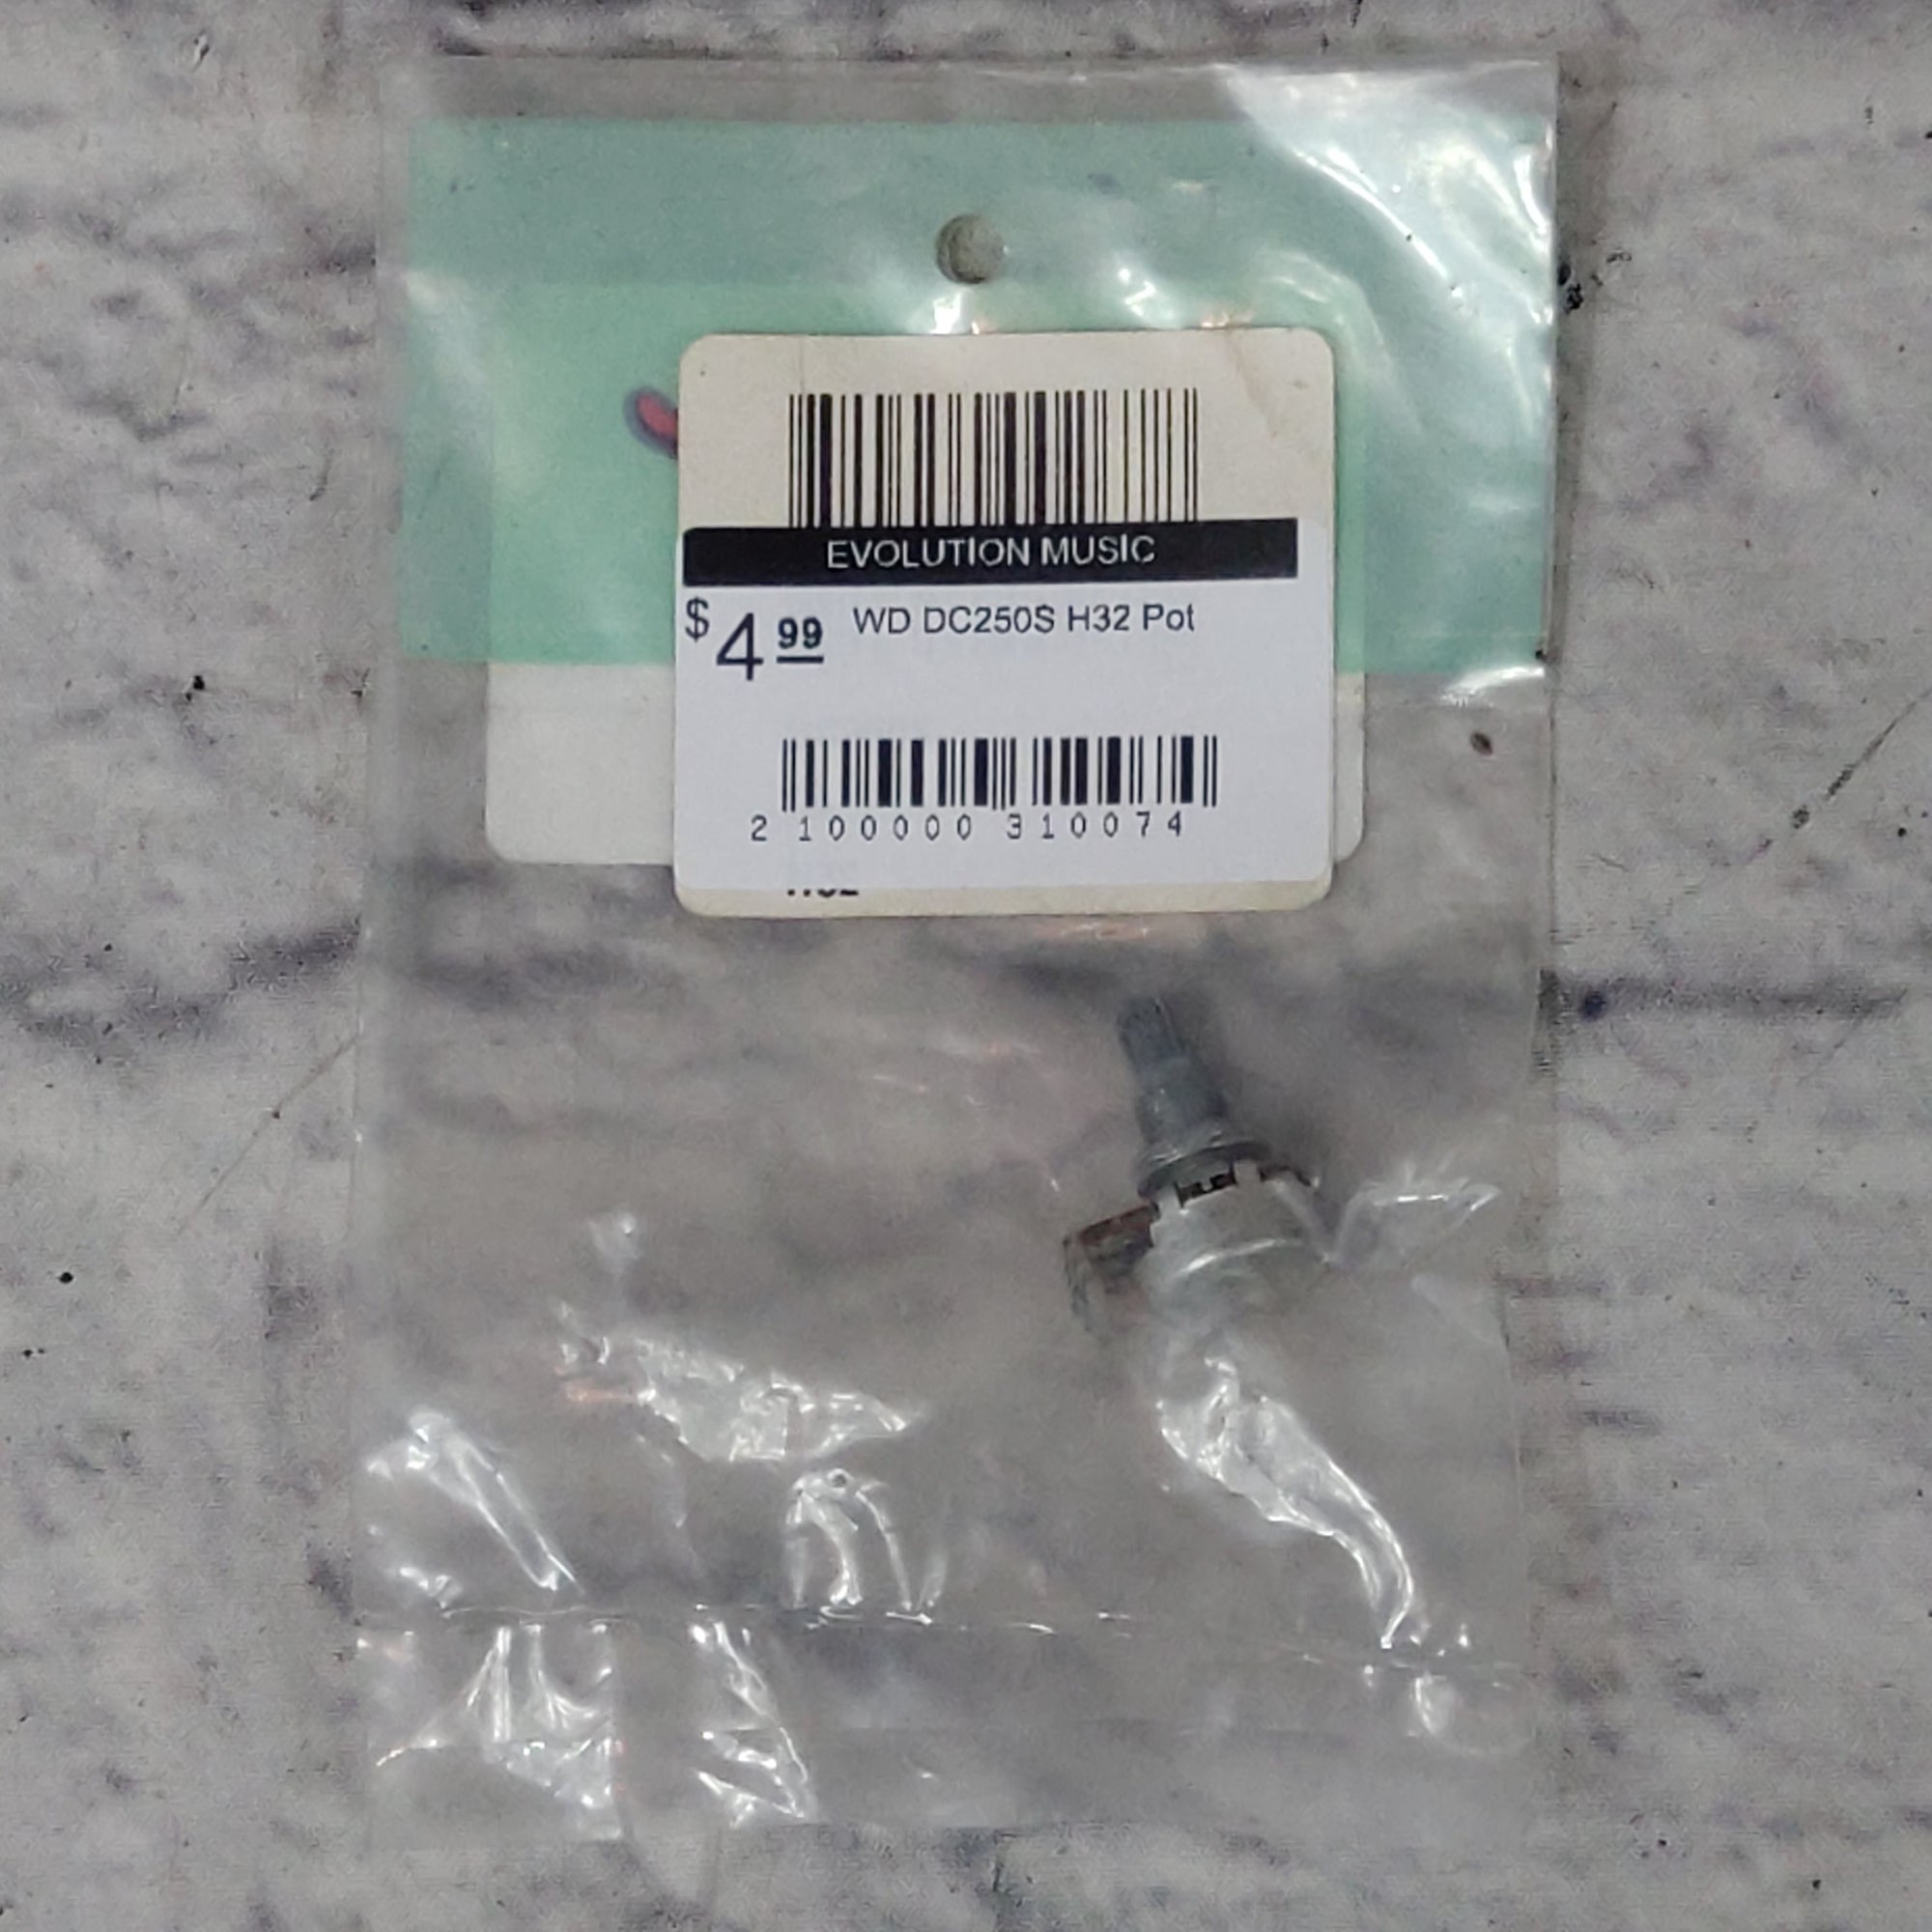 EVOLUTION MUSIC
$4.99 WD DC250S H32 Pot
2 100000 310074